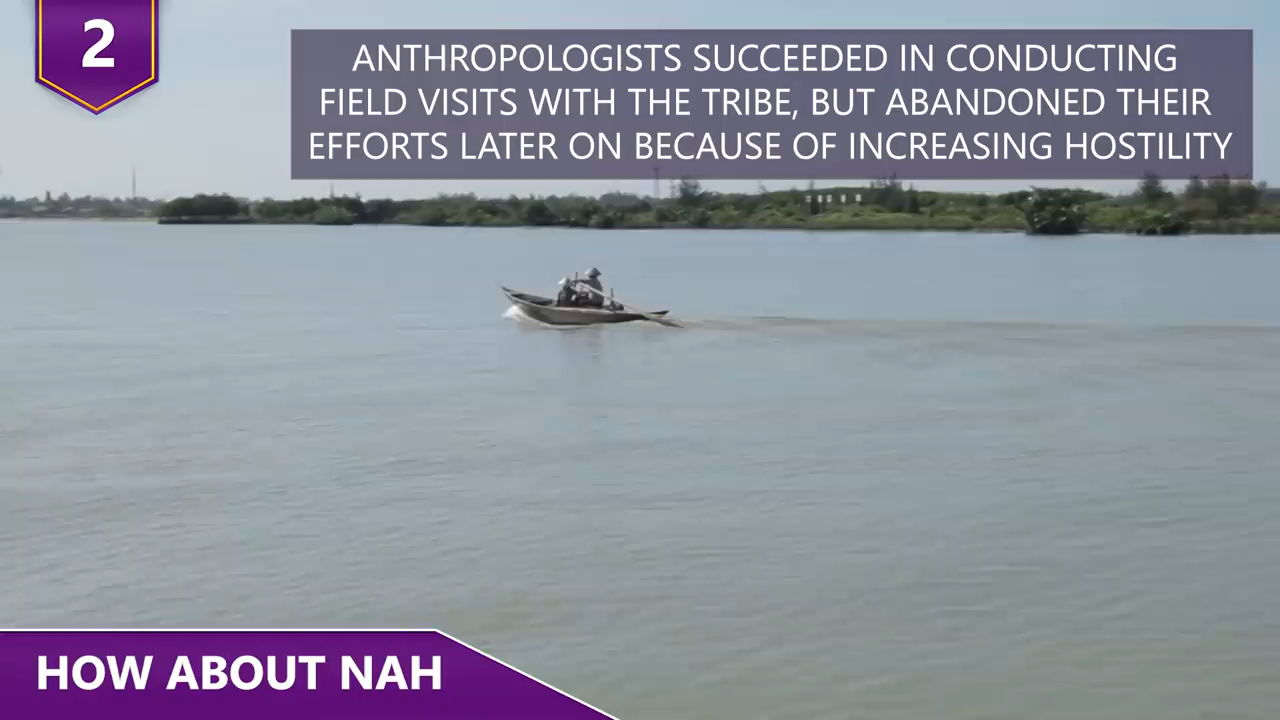 2
ANTHROPOLOGISTS SUCCEEDED IN CONDUCTING
FIELD VISITS WITH THE TRIBE, BUT ABANDONED THEIR
EFFORTS LATER ON BECAUSE OF INCREASING HOSTILITY
HOW ABOUT NAH